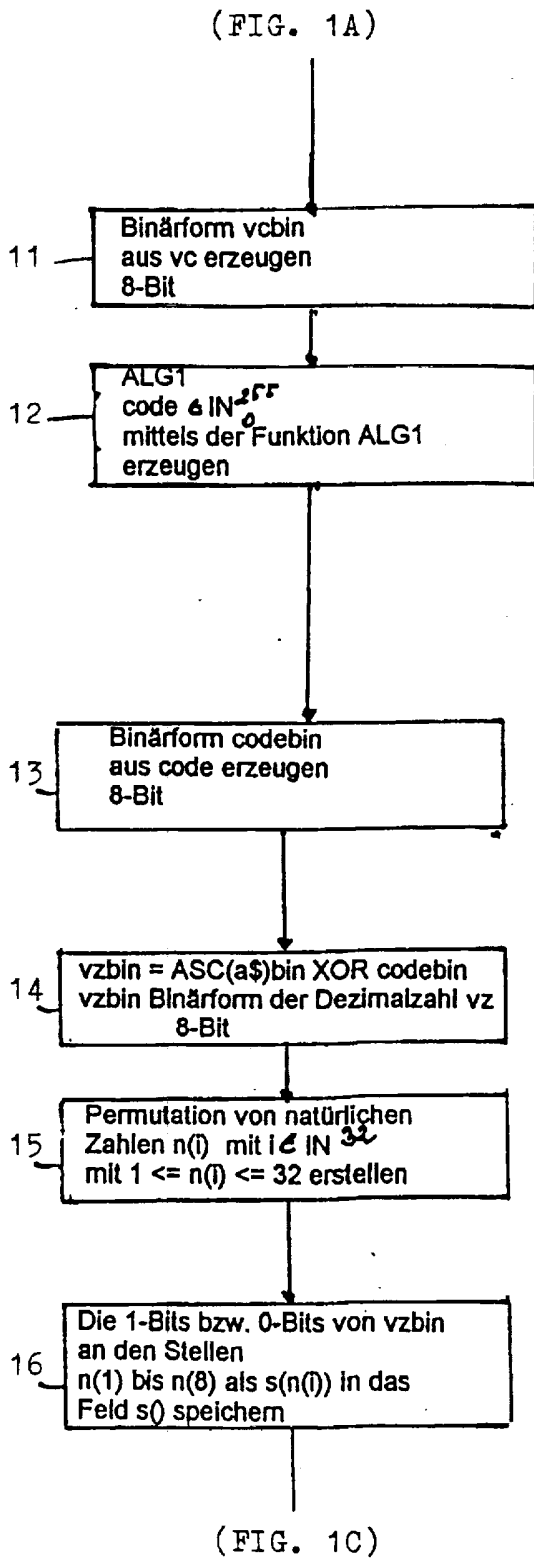 (FIG. 1A)
11
Binärform vcbin
aus vc erzeugen
8-Bit
12
ALG1
code ∈ IN₀²⁵⁵
mittels der Funktion ALG1
erzeugen
13
Binärform codebin
aus code erzeugen
8-Bit
14
vzbin = ASC(a$)bin XOR codebin
vzbin Binärform der Dezimalzahl vz
8-Bit
15
Permutation von natürlichen
Zahlen n(i) mit i ∈ IN ³²
mit 1 <= n(i) <= 32 erstellen
16
Die 1-Bits bzw. 0-Bits von vzbin
an den Stellen
n(1) bis n(8) als s(n(i)) in das
Feld s() speichern
(FIG. 1C)